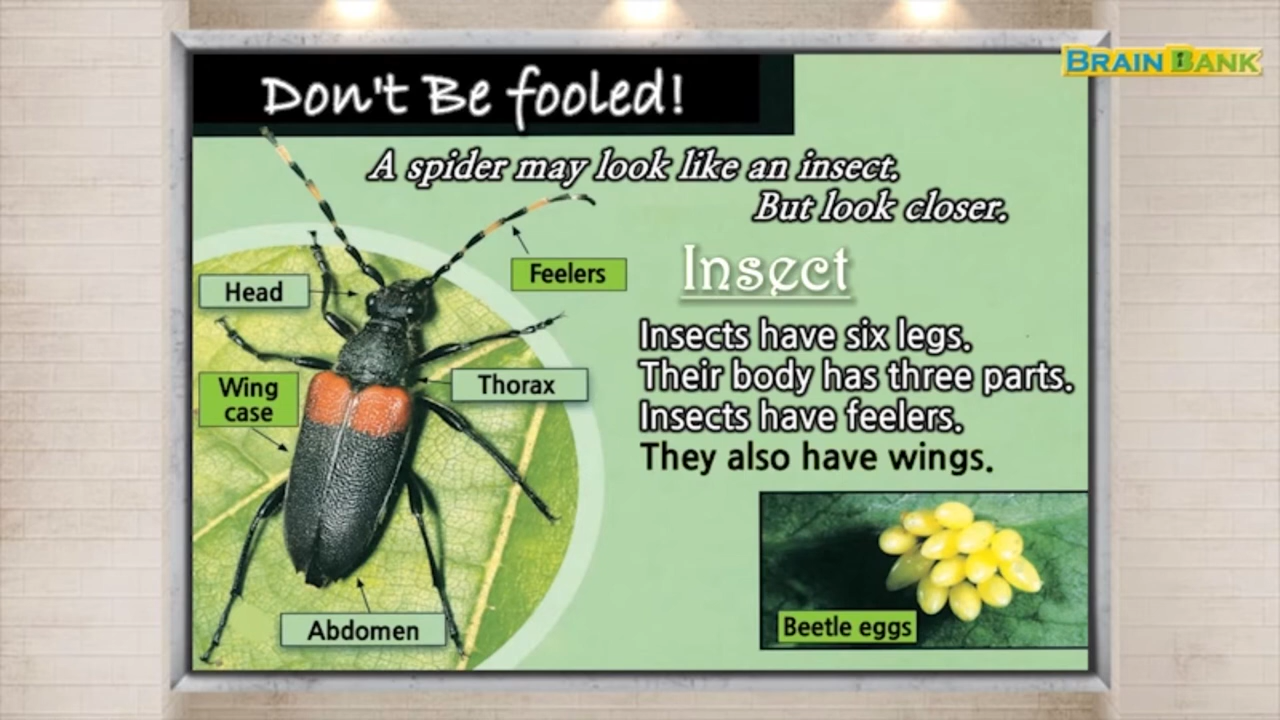 BRAIN BANK
Don't Be fooled!
A spider may look like an insect.
But look closer.
Insect
Insects have six legs.
Their body has three parts.
Insects have feelers.
They also have wings.
Feelers
Head
Wing
case
Thorax
Abdomen
Beetle eggs